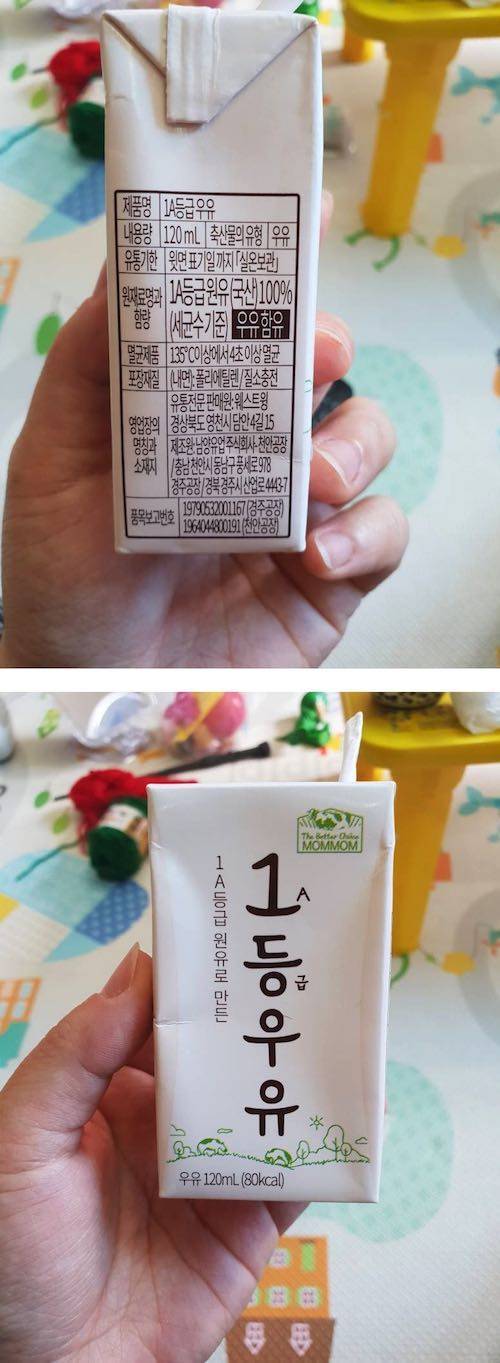 제품명 1A등급우유
내용량 120 mL 축산물의유형 우유
유통기한 윗면 표기일 까지 「실온보관」
원재료명과 함량 1A등급원유(국산)100%
(세균수기준) 우유 함유
멸균제품 135℃이상에서 4초 이상 멸균
포장재질 (내면):폴리에틸렌 / 질소충전
영업장의 명칭과 소재지 유통전문판매원:웨스트윙
경상북도 영천시 담안4길 15
제조원:남양유업 주식회사-천안공장
/충남 천안시 동남구 풍세로 978
경주공장 / 경북 경주시 산업로 4443-7
품목보고번호 19790532001167 (경주공장)
1964044800191 (천안공장)
The Better Choice
MOMMOM
1A등급 원유로 만든
1A등급우유
우유 120mL (80kcal)